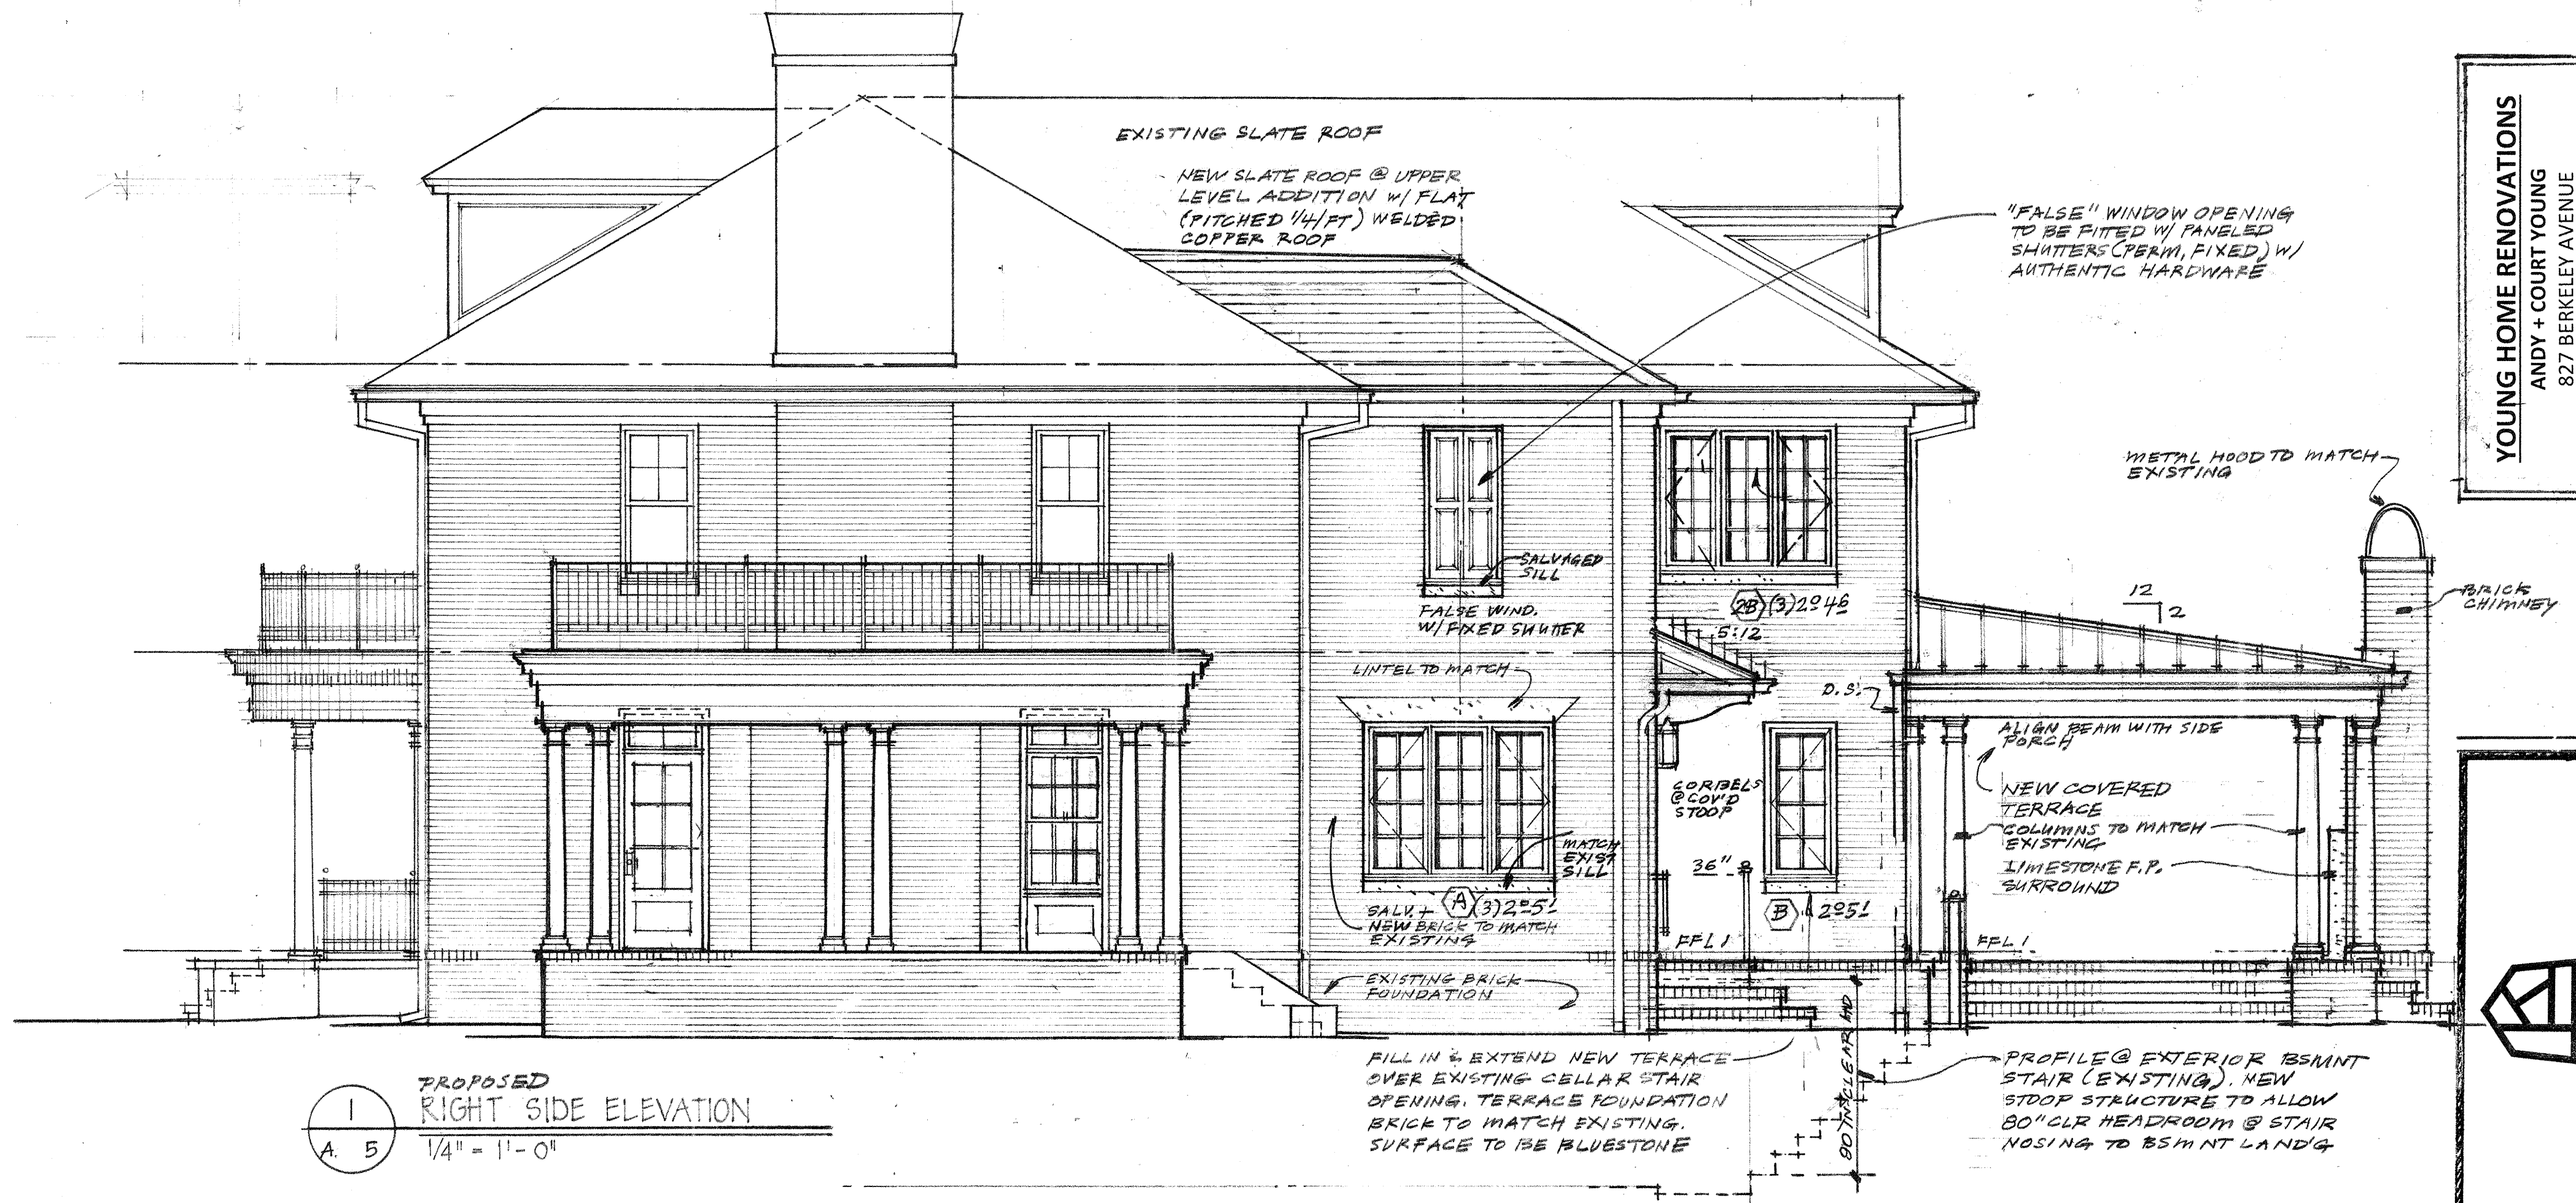 EXISTING SLATE ROOF
NEW SLATE ROOF @ UPPER
LEVEL ADDITION W/ FLAT
(PITCHED 1/4/FT) WELDED
COPPER ROOF
"FALSE" WINDOW OPENING
TO BE FITTED W/ PANELED
SHUTTERS (PERM, FIXED) W/
AUTHENTIC HARDWARE
METAL HOOD TO MATCH
EXISTING
BRICK
CHIMNEY
12
2
SALVAGED
SILL
FALSE WIND.
W/ FIXED SHUTTER
2B (3) 2º 4⁶
5:12
LINTEL TO MATCH
D.S.
ALIGN BEAM WITH SIDE
PORCH
NEW COVERED
TERRACE
COLUMNS TO MATCH
EXISTING
LIMESTONE F.P.
SURROUND
CORBELS
@ COV'D
STOOP
36"
MATCH
EXIST
SILL
A (3) 2º 5¹
SALV. +
NEW BRICK TO MATCH
EXISTING
B 2º 5¹
FFL 1
FFL 1
EXISTING BRICK
FOUNDATION
FILL IN & EXTEND NEW TERRACE
OVER EXISTING CELLAR STAIR
OPENING. TERRACE FOUNDATION
BRICK TO MATCH EXISTING.
SURFACE TO BE BLUESTONE
PROFILE @ EXTERIOR BSMNT
STAIR (EXISTING). NEW
STOOP STRUCTURE TO ALLOW
80" CLR HEADROOM @ STAIR
NOSING TO BSMNT LAND'G
1
A. 5
PROPOSED
RIGHT SIDE ELEVATION
1/4" = 1'-0"
YOUNG HOME RENOVATIONS
ANDY + COURT YOUNG
827 BERKELEY AVENUE